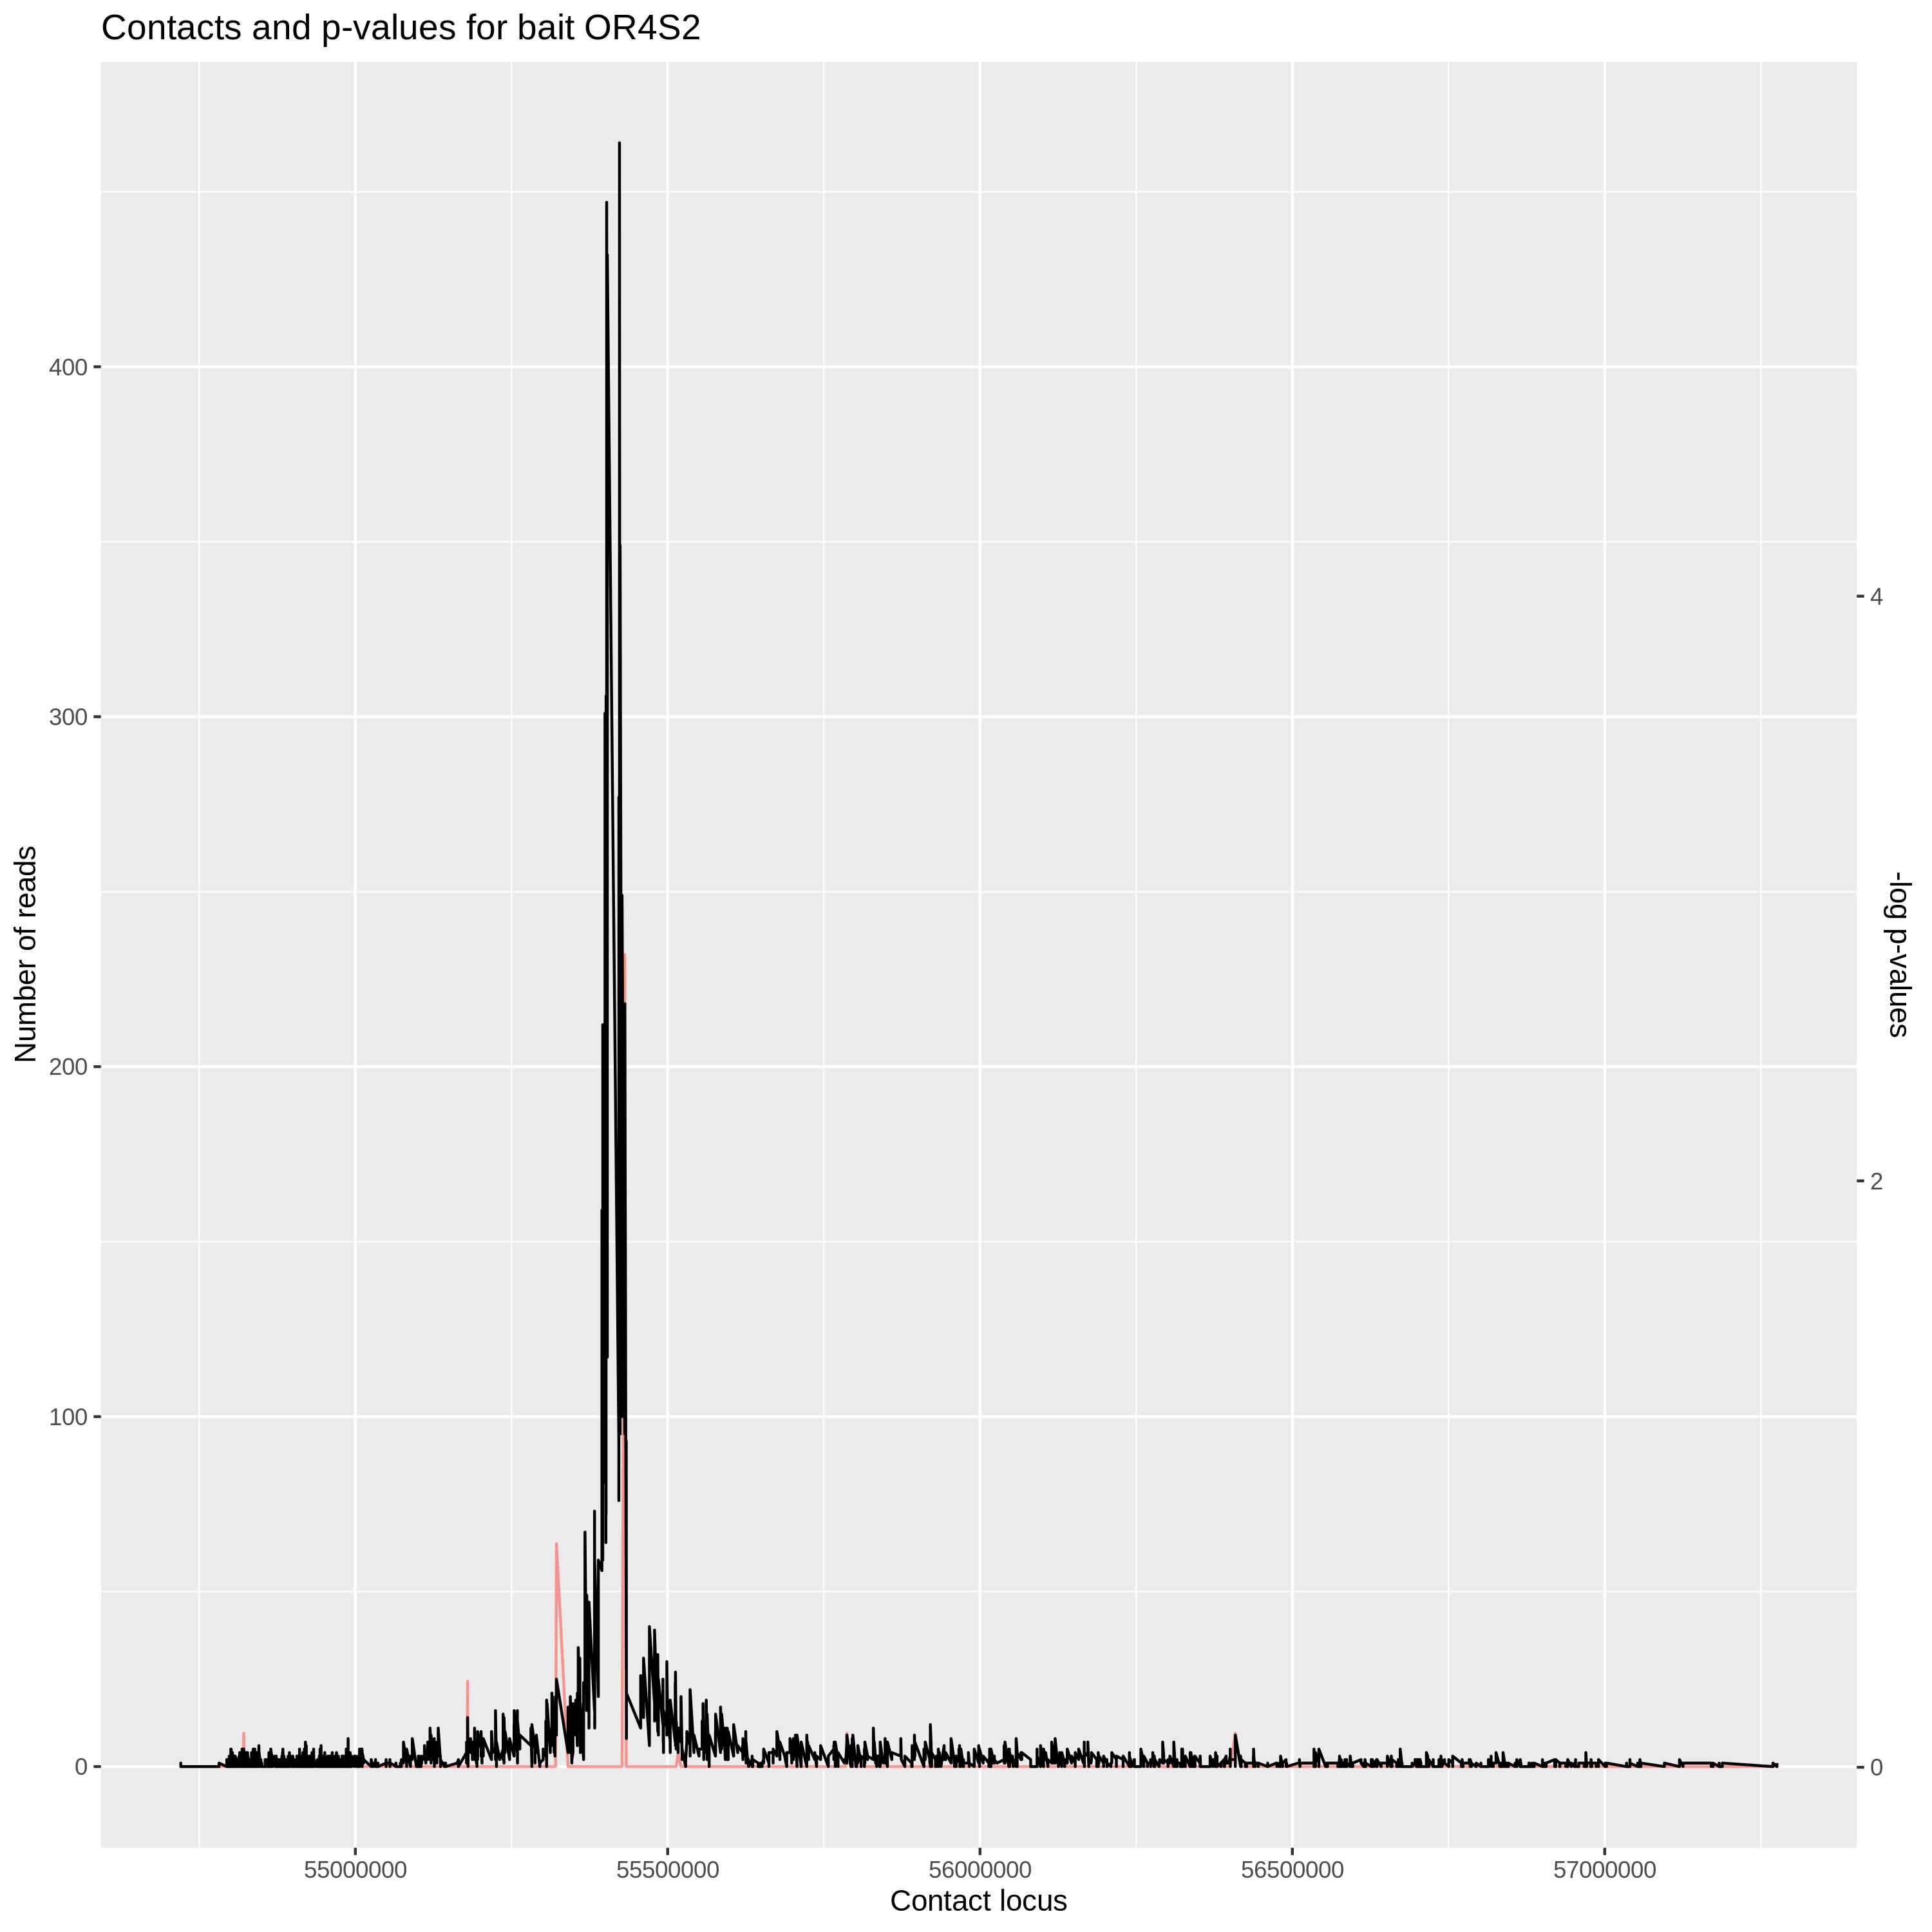 Contacts and p-values for bait OR4S2
Number of reads
400
300
200
100
0
4
2
0
-log p-values
55000000 55500000 56000000 56500000 57000000
Contact locus